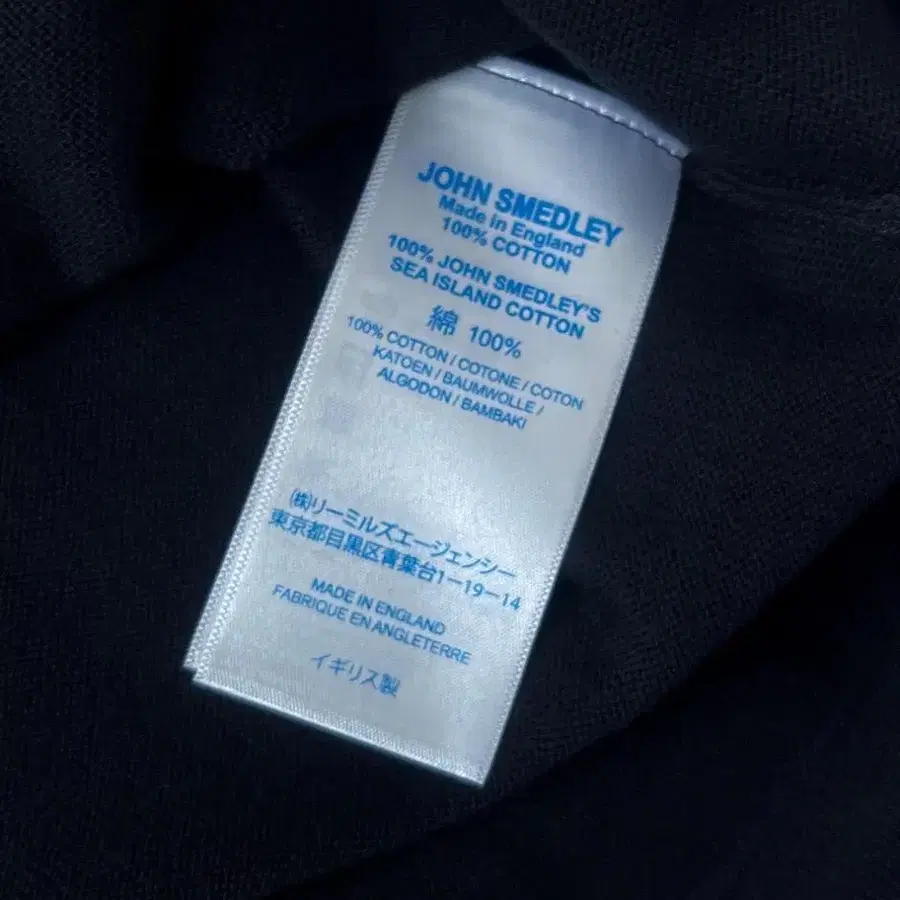 JOHN SMEDLEY
Made in England
100% COTTON
100% JOHN SMEDLEY'S
SEA ISLAND COTTON
綿 100%
100% COTTON / COTONE / COTON
KATOEN / BAUMWOLLE /
ALGODON / BAMBAKI
(株)リーミルズエージェンシー
東京都目黒区青葉台1-19-14
MADE IN ENGLAND
FABRIQUE EN ANGLETERRE
イギリス製